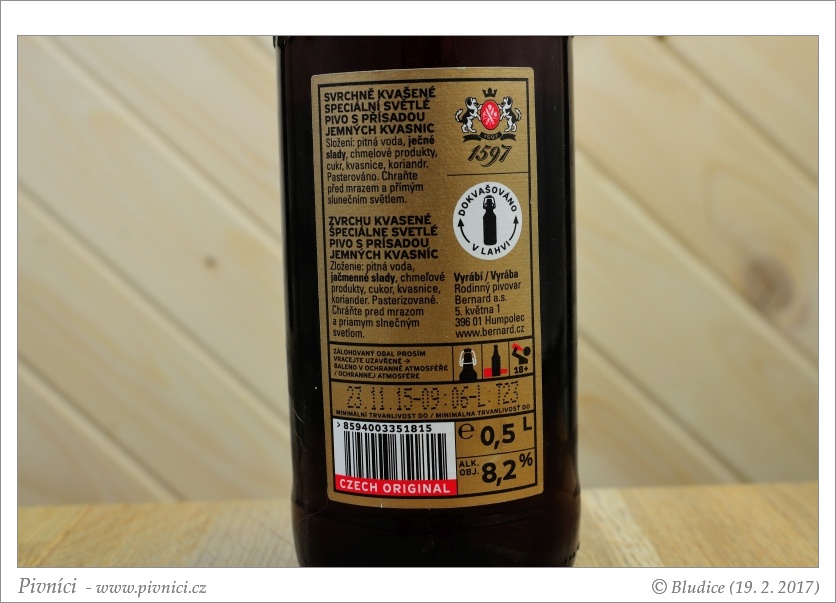 SVRCHNĚ KVAŠENÉ
SPECIÁLNÍ SVĚTLÉ
PIVO S PŘÍSADOU
JEMNÝCH KVASNIC
Složení: pitná voda, ječné
slady, chmelové produkty,
cukr, kvasnice, koriandr.
Pasterováno. Chraňte
před mrazem a přímým
slunečním světlem.
ZVRCHU KVASENÉ
ŠPECIÁLNE SVETLÉ
PIVO S PRÍSADOU
JEMNÝCH KVASNÍC
Zloženie: pitná voda,
jačmenné slady, chmeľové
produkty, cukor, kvasnice,
koriander. Pasterizované.
Chráňte pred mrazom
a priamym slnečným
svetlom.
1597
DOKVAŠOVÁNO
V LAHVI
Vyrábí / Vyrába
Rodinný pivovar
Bernard a.s.
5. května 1
396 01 Humpolec
www.bernard.cz
ZÁLOHOVANÝ OBAL PROSÍM
VRACEJTE UZAVŘENÉ →
BALENO V OCHRANNÉ ATMOSFÉŘE
/ OCHRANNEJ ATMOSFÉRE
18+
23.11.15-09:06-L:T23
MINIMÁLNÍ TRVANLIVOST DO / MINIMÁLNA TRVANLIVOSŤ DO
> 8594003351815
CZECH ORIGINAL
e 0,5 L
ALK.
OBJ. 8,2%
Pivníci - www.pivnici.cz
© Bludice (19. 2. 2017)